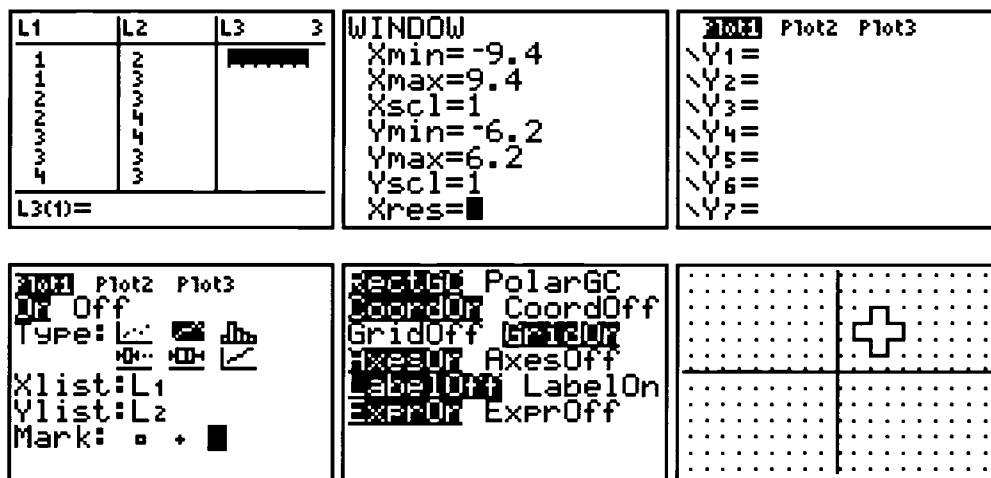 L1 L2 L3 3
1 2
1 3
2 3
2 4
3 4
3 3
4 3
L3(1)=
WINDOW
Xmin=-9.4
Xmax=9.4
Xscl=1
Ymin=-6.2
Ymax=6.2
Yscl=1
Xres=
Plot1 Plot2 Plot3
\Y1=
\Y2=
\Y3=
\Y4=
\Y5=
\Y6=
\Y7=
Plot1 Plot2 Plot3
On Off
Type:
Xlist:L1
Ylist:L2
Mark:
RectGC PolarGC
CoordOn CoordOff
GridOff GridOn
AxesOn AxesOff
LabelOff LabelOn
ExprOn ExprOff